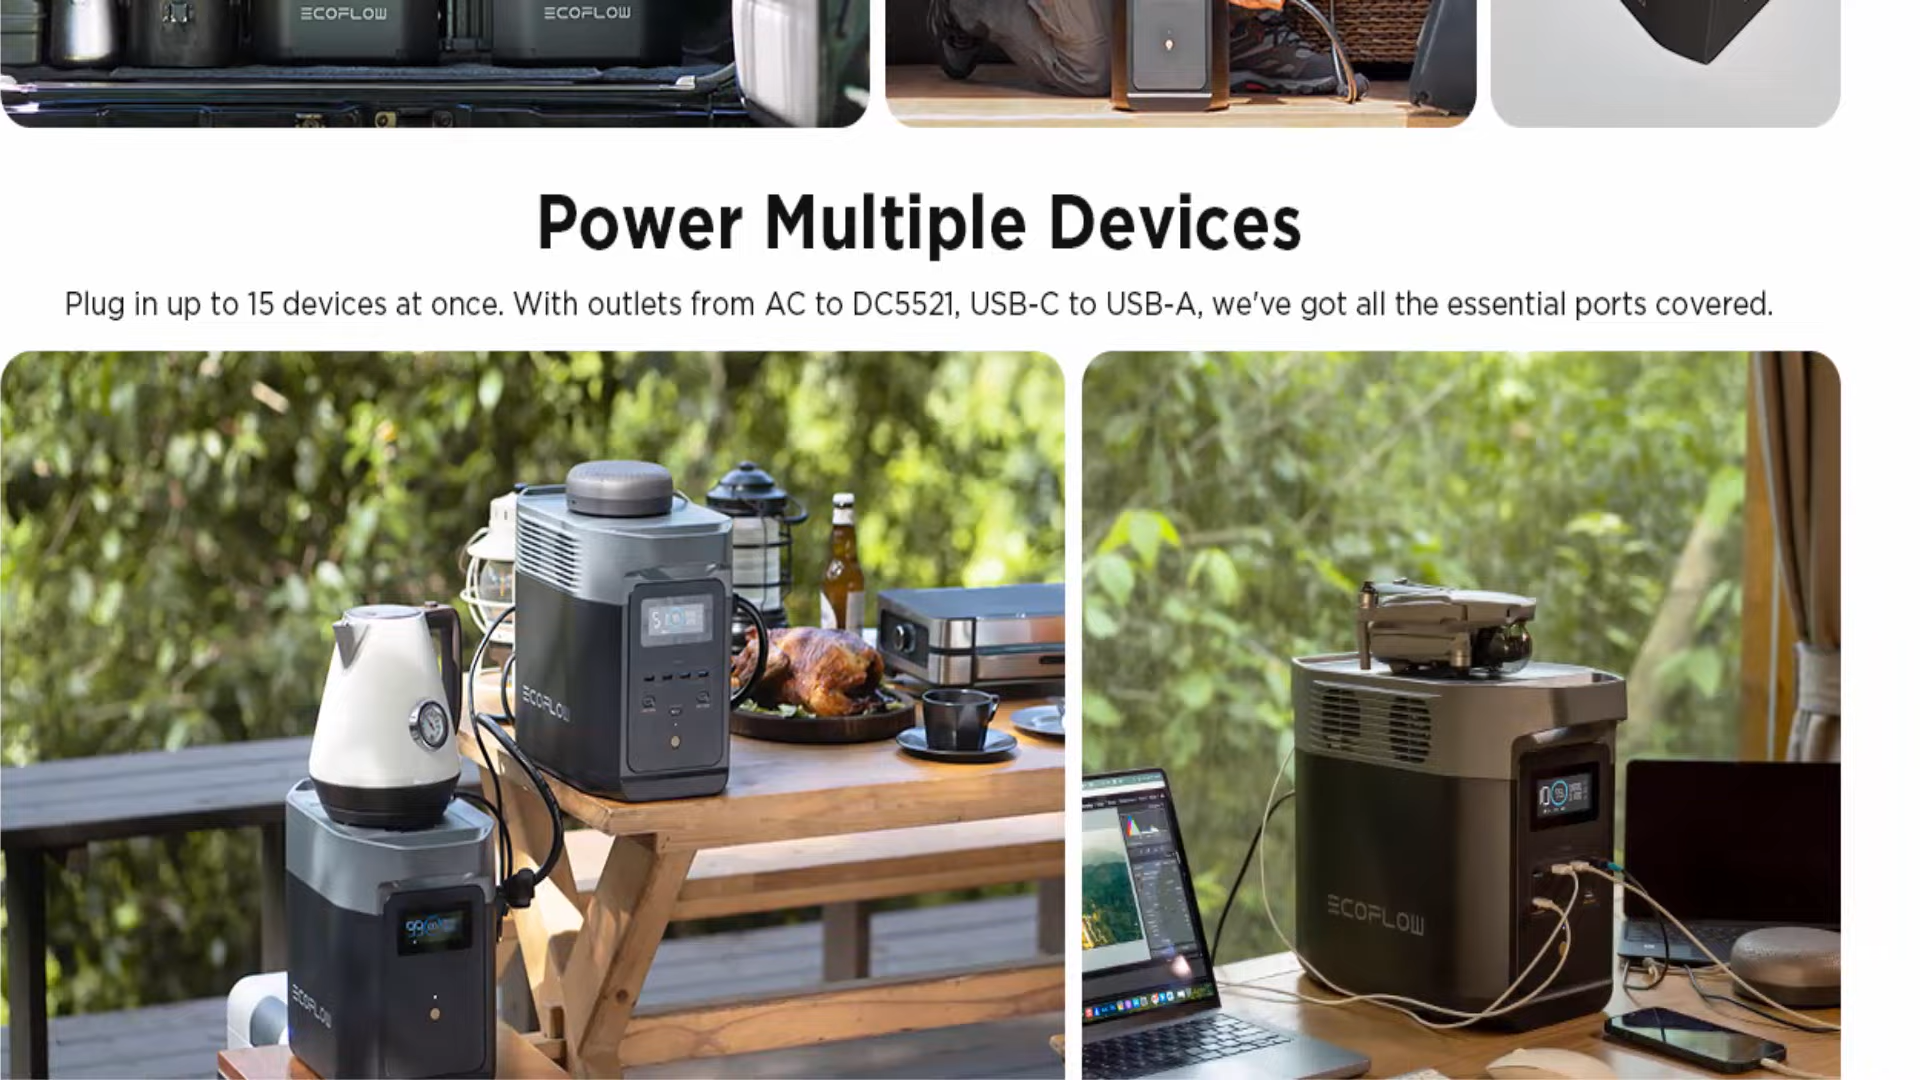 ECOFLOW
ECOFLOW
Power Multiple Devices
Plug in up to 15 devices at once. With outlets from AC to DC5521, USB-C to USB-A, we've got all the essential ports covered.
ECOFLOW
99
ECOFLOW
ECOFLOW